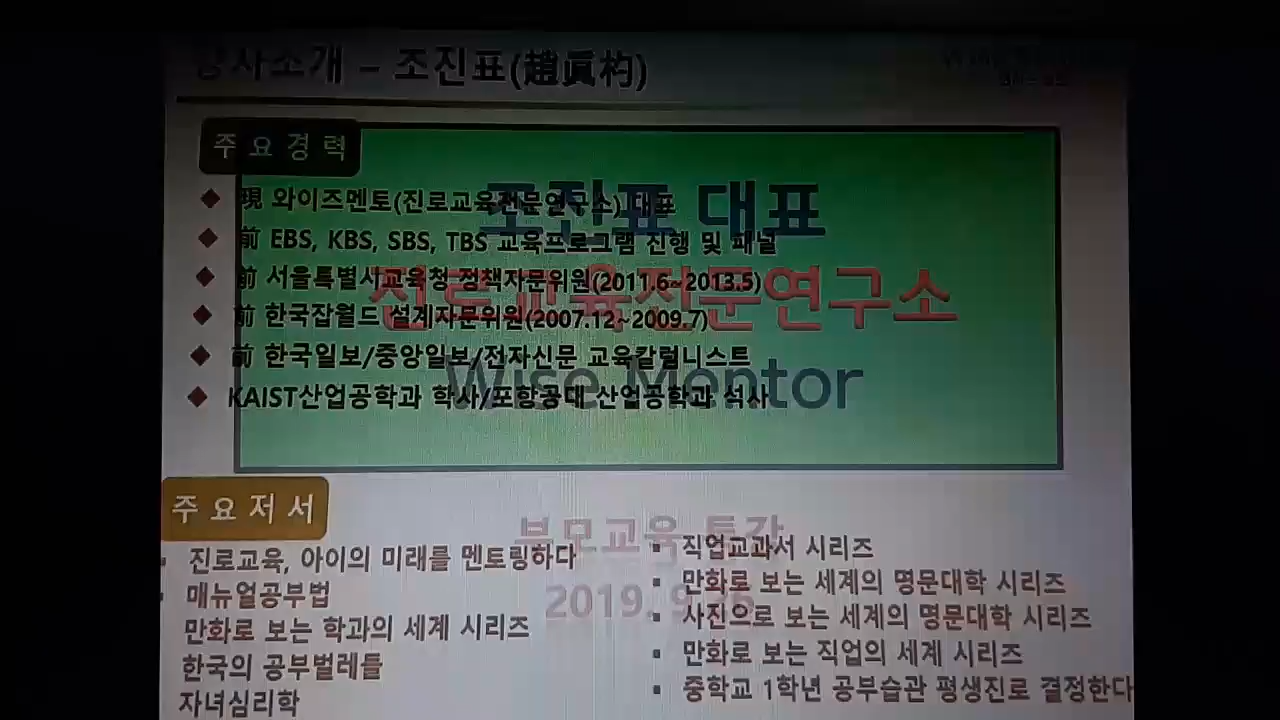 강사소개 – 조진표(趙眞杓)
주요경력
現 와이즈멘토(진로교육전문연구소) 대표
前 EBS, KBS, SBS, TBS 교육프로그램 진행 및 패널
前 서울특별시교육청 정책자문위원(2011.6~2013.5)
前 한국잡월드 설계자문위원(2007.12~2009.7)
前 한국일보/중앙일보/전자신문 교육칼럼니스트
KAIST산업공학과 학사/포항공대 산업공학과 석사
조진표 대표
진로교육전문연구소
Wise Mentor
주요저서
진로교육, 아이의 미래를 멘토링하다
매뉴얼공부법
만화로 보는 학과의 세계 시리즈
한국의 공부벌레들
자녀심리학
직업교과서 시리즈
만화로 보는 세계의 명문대학 시리즈
사진으로 보는 세계의 명문대학 시리즈
만화로 보는 직업의 세계 시리즈
중학교 1학년 공부습관 평생진로 결정한다
부모교육 특강
2019. 9.